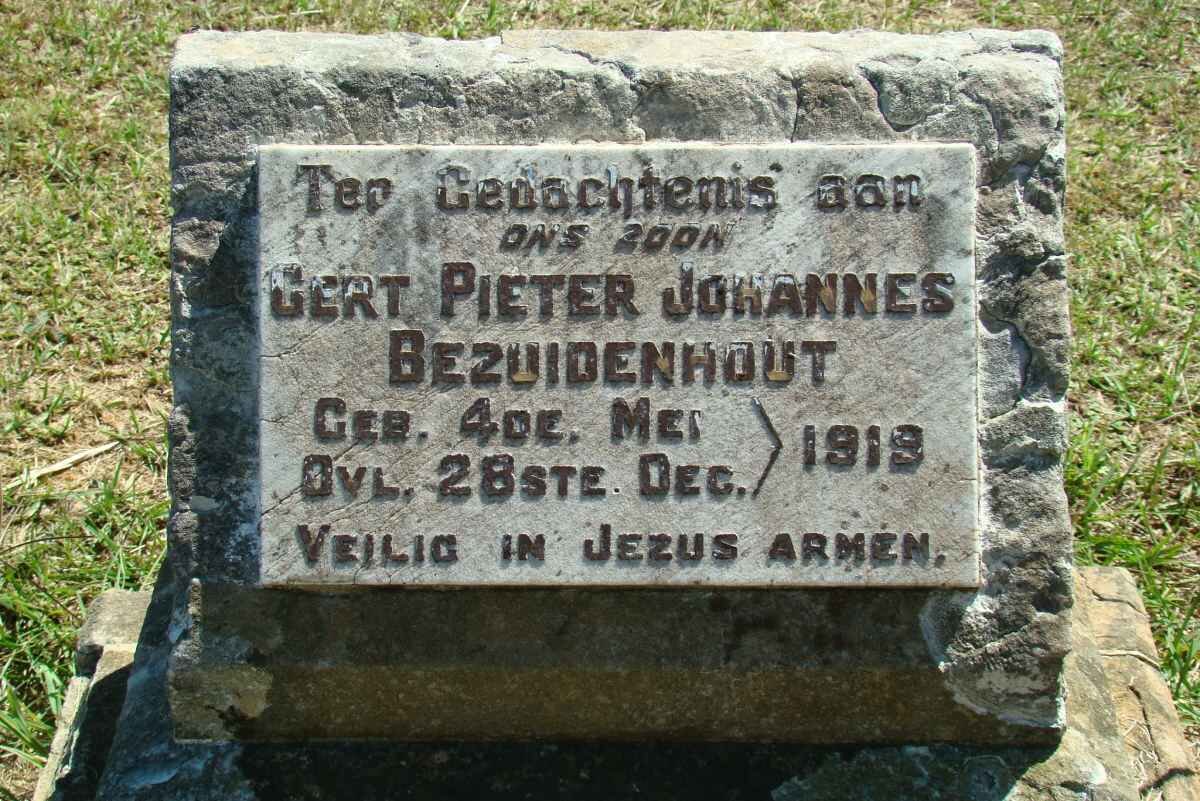 Ter Gedachtenis aan
ONS ZOON
GERT PIETER JOHANNES
BEZUIDENHOUT
GEB. 4DE. MEI
OVL. 28STE. DEC. } 1919
VEILIG IN JEZUS ARMEN.